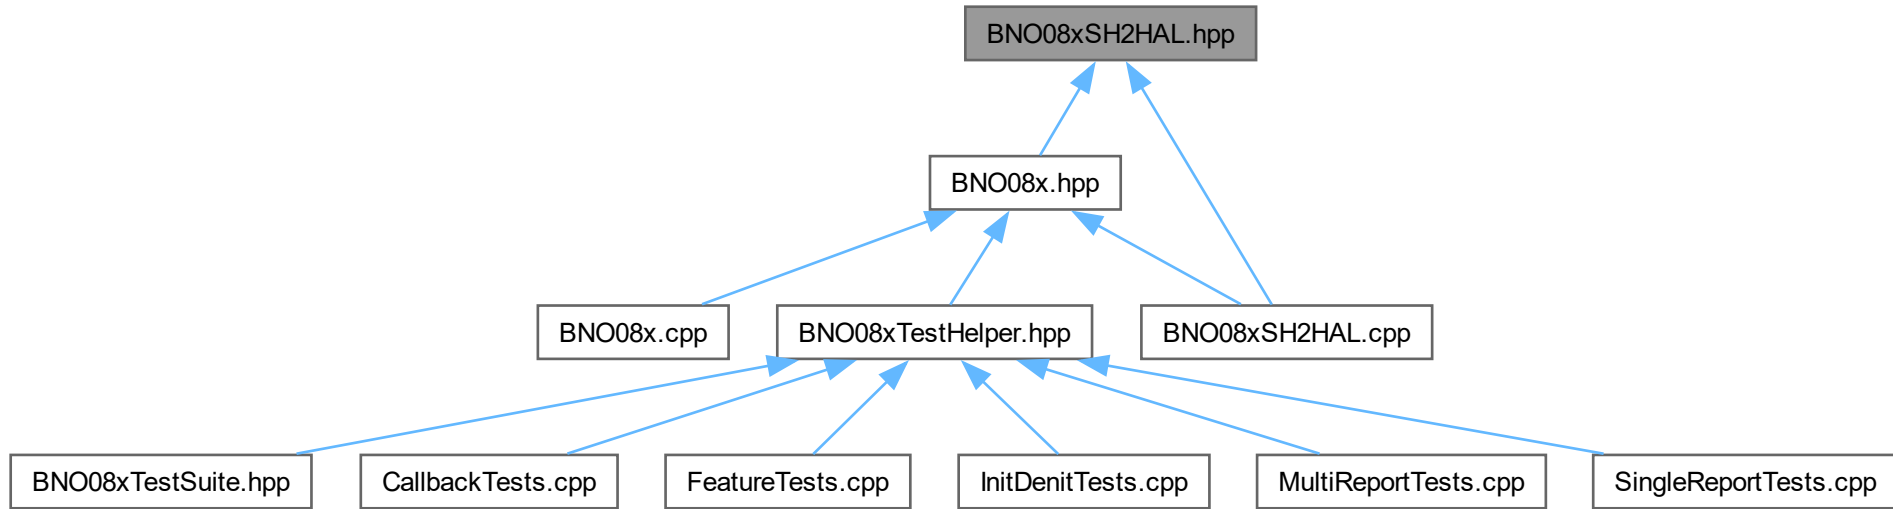 BNO08xSH2HAL.hpp
BNO08x.hpp
BNO08x.cpp
BNO08xTestHelper.hpp
BNO08xSH2HAL.cpp
BNO08xTestSuite.hpp
CallbackTests.cpp
FeatureTests.cpp
InitDenitTests.cpp
MultiReportTests.cpp
SingleReportTests.cpp